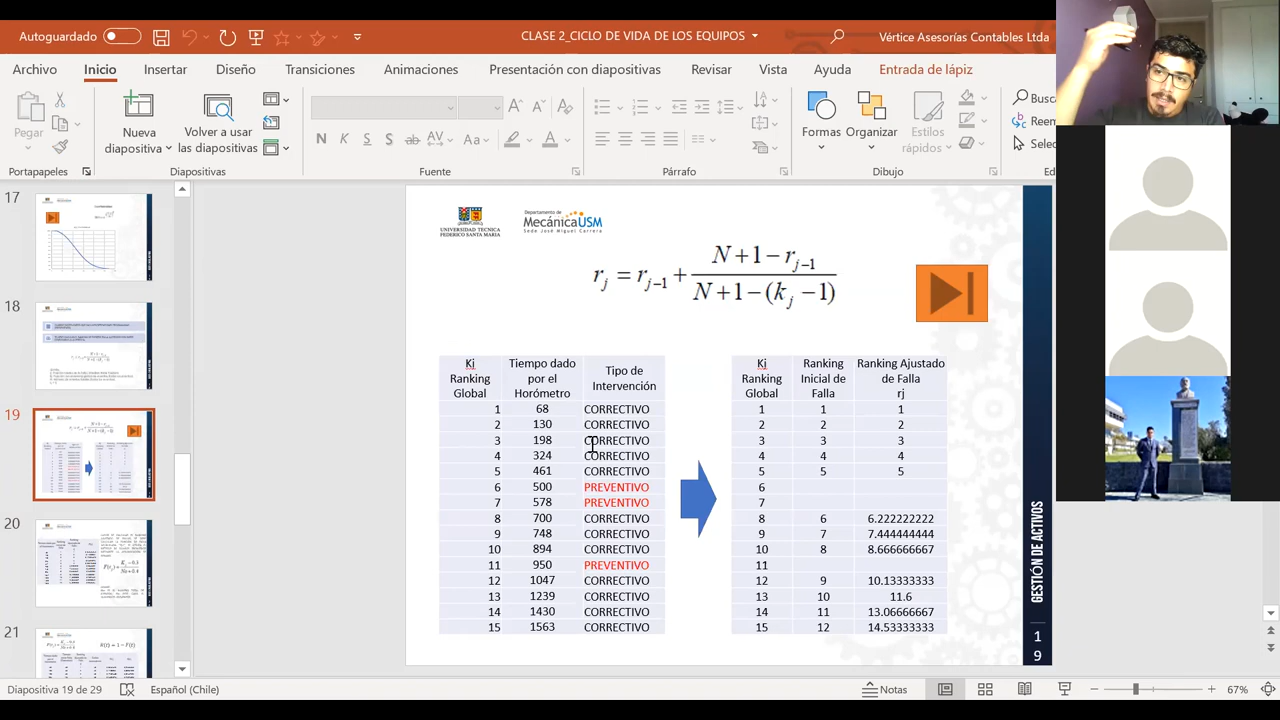 Autoguardado
CLASE 2_CICLO DE VIDA DE LOS EQUIPOS
Vértice Asesorías Contables Ltda
Archivo Inicio Insertar Diseño Transiciones Animaciones Presentación con diapositivas Revisar Vista Ayuda Entrada de lápiz
Pegar
Nueva diapositiva
Volver a usar las diapositivas
N K S ab AV Aa
Formas
Organizar
Estilos rápidos
Busca
Reem
Selec
Portapapeles Diapositivas Fuente Párrafo Dibujo Ed
17
18
19
20
21
UNIVERSIDAD TECNICA
FEDERICO SANTA MARIA
Departamento de
MecánicaUSM
Sede José Miguel Carrera
r_j = r_{j-1} + (N + 1 − r_{j-1}) / (N + 1 − (k_j − 1))
Ki Ranking Global | Tiempo dado por el Horómetro | Tipo de Intervención
1 68 CORRECTIVO
2 130 CORRECTIVO
3 193 CORRECTIVO
4 324 CORRECTIVO
5 461 CORRECTIVO
6 530 PREVENTIVO
7 578 PREVENTIVO
8 700 CORRECTIVO
9 748 CORRECTIVO
10 894 CORRECTIVO
11 950 PREVENTIVO
12 1047 CORRECTIVO
13 1239 CORRECTIVO
14 1430 CORRECTIVO
15 1563 CORRECTIVO
Ki Ranking Global | Ranking Inicial de Falla | Ranking Ajustado de Falla rj
1 1 1
2 2 2
3 3 3
4 4 4
5 5 5
6
7
8 6 6.222222222
9 7 7.444444444
10 8 8.666666667
11
12 9 10.13333333
13 10 11.6
14 11 13.06666667
15 12 14.53333333
GESTIÓN DE ACTIVOS
1
9
Diapositiva 19 de 29
Español (Chile)
Notas
67%